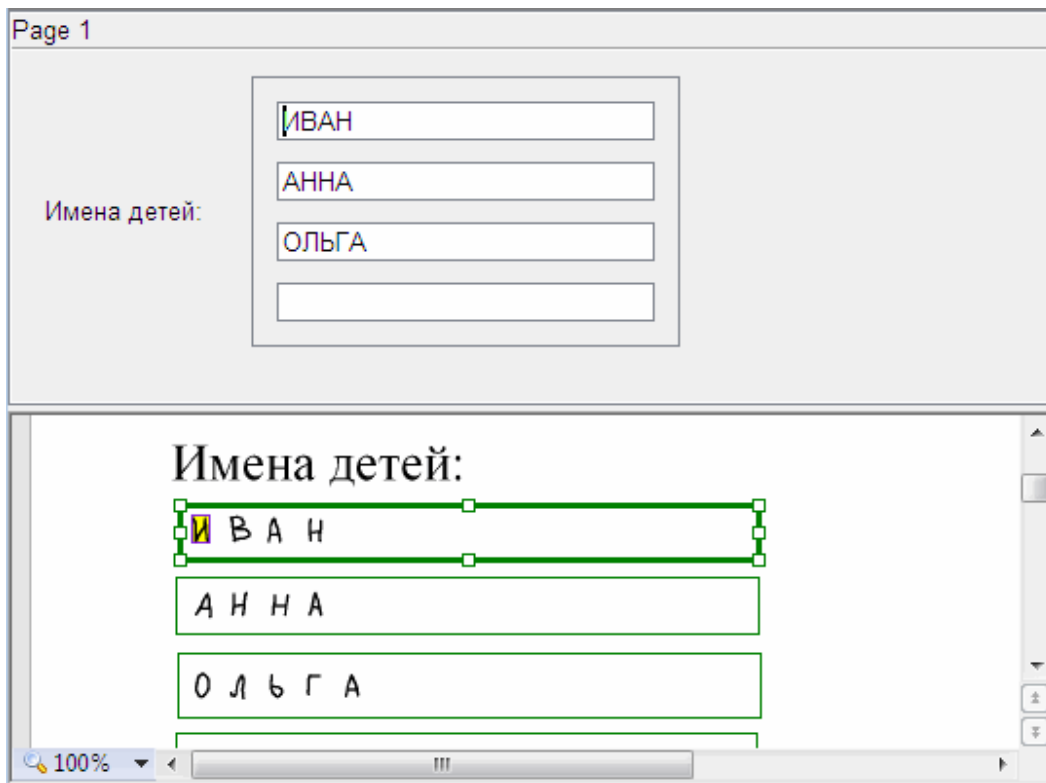 Page 1
Имена детей:
ИВАН
АННА
ОЛЬГА
Имена детей:
И В А Н
А Н Н А
О Л Ь Г А
100%